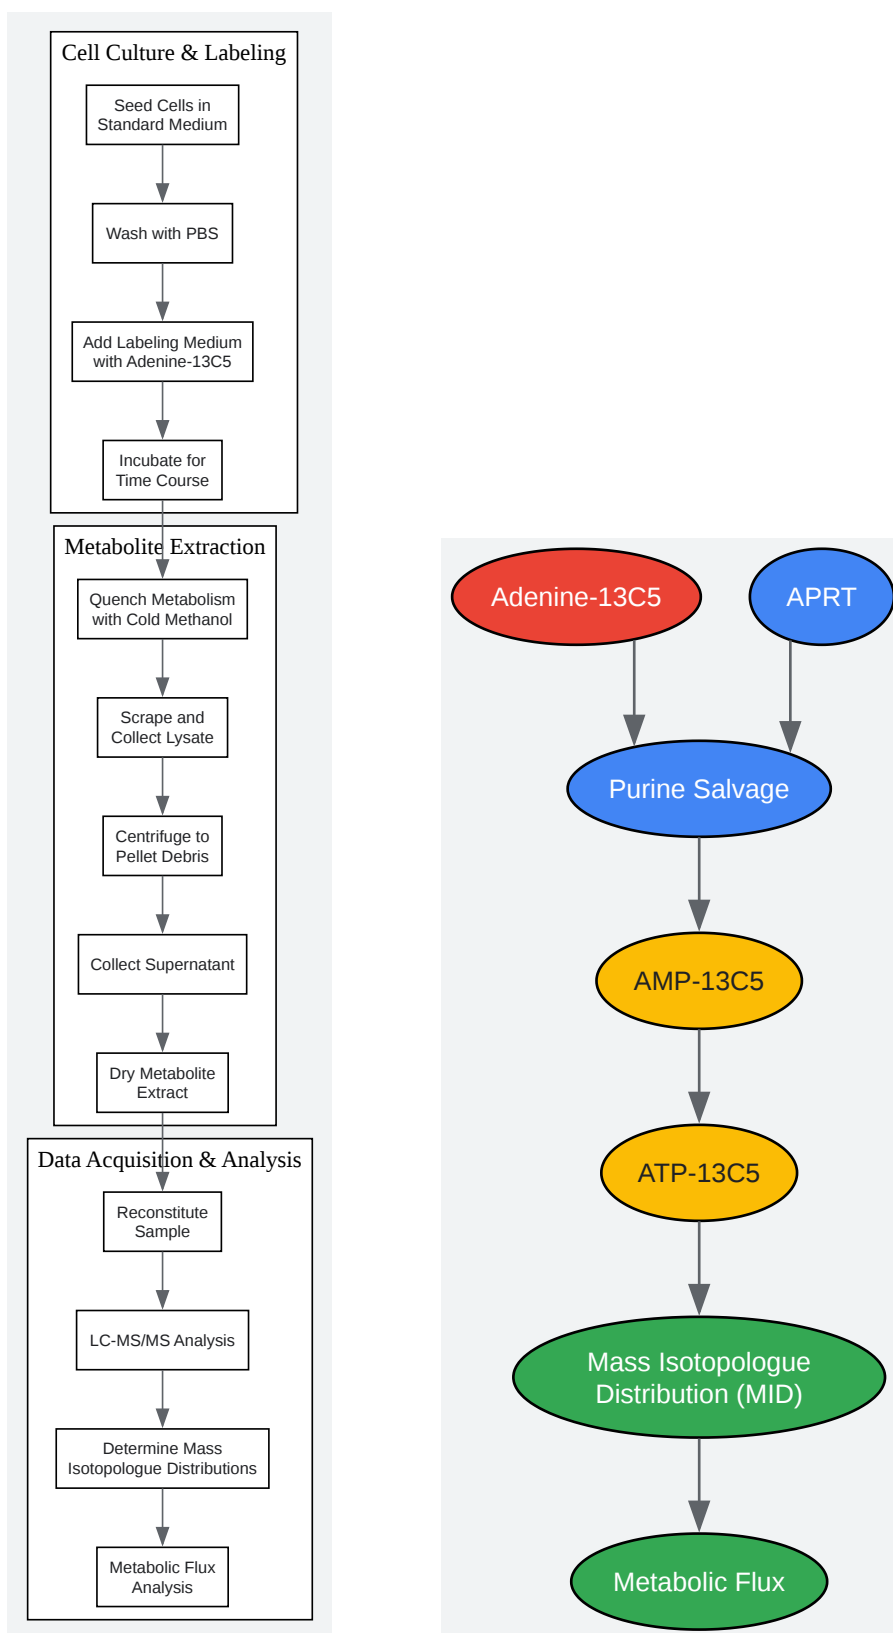 Cell Culture & Labeling
Seed Cells in
Standard Medium
Wash with PBS
Add Labeling Medium
with Adenine-13C5
Incubate for
Time Course
Metabolite Extraction
Quench Metabolism
with Cold Methanol
Scrape and
Collect Lysate
Centrifuge to
Pellet Debris
Collect Supernatant
Dry Metabolite
Extract
Data Acquisition & Analysis
Reconstitute
Sample
LC-MS/MS Analysis
Determine Mass
Isotopologue Distributions
Metabolic Flux
Analysis
Adenine-13C5
APRT
Purine Salvage
AMP-13C5
ATP-13C5
Mass Isotopologue
Distribution (MID)
Metabolic Flux